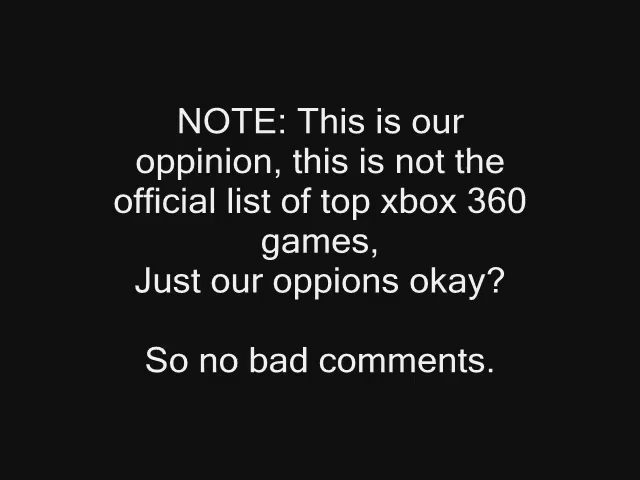 NOTE: This is our
oppinion, this is not the
official list of top xbox 360
games,
Just our oppions okay?
So no bad comments.